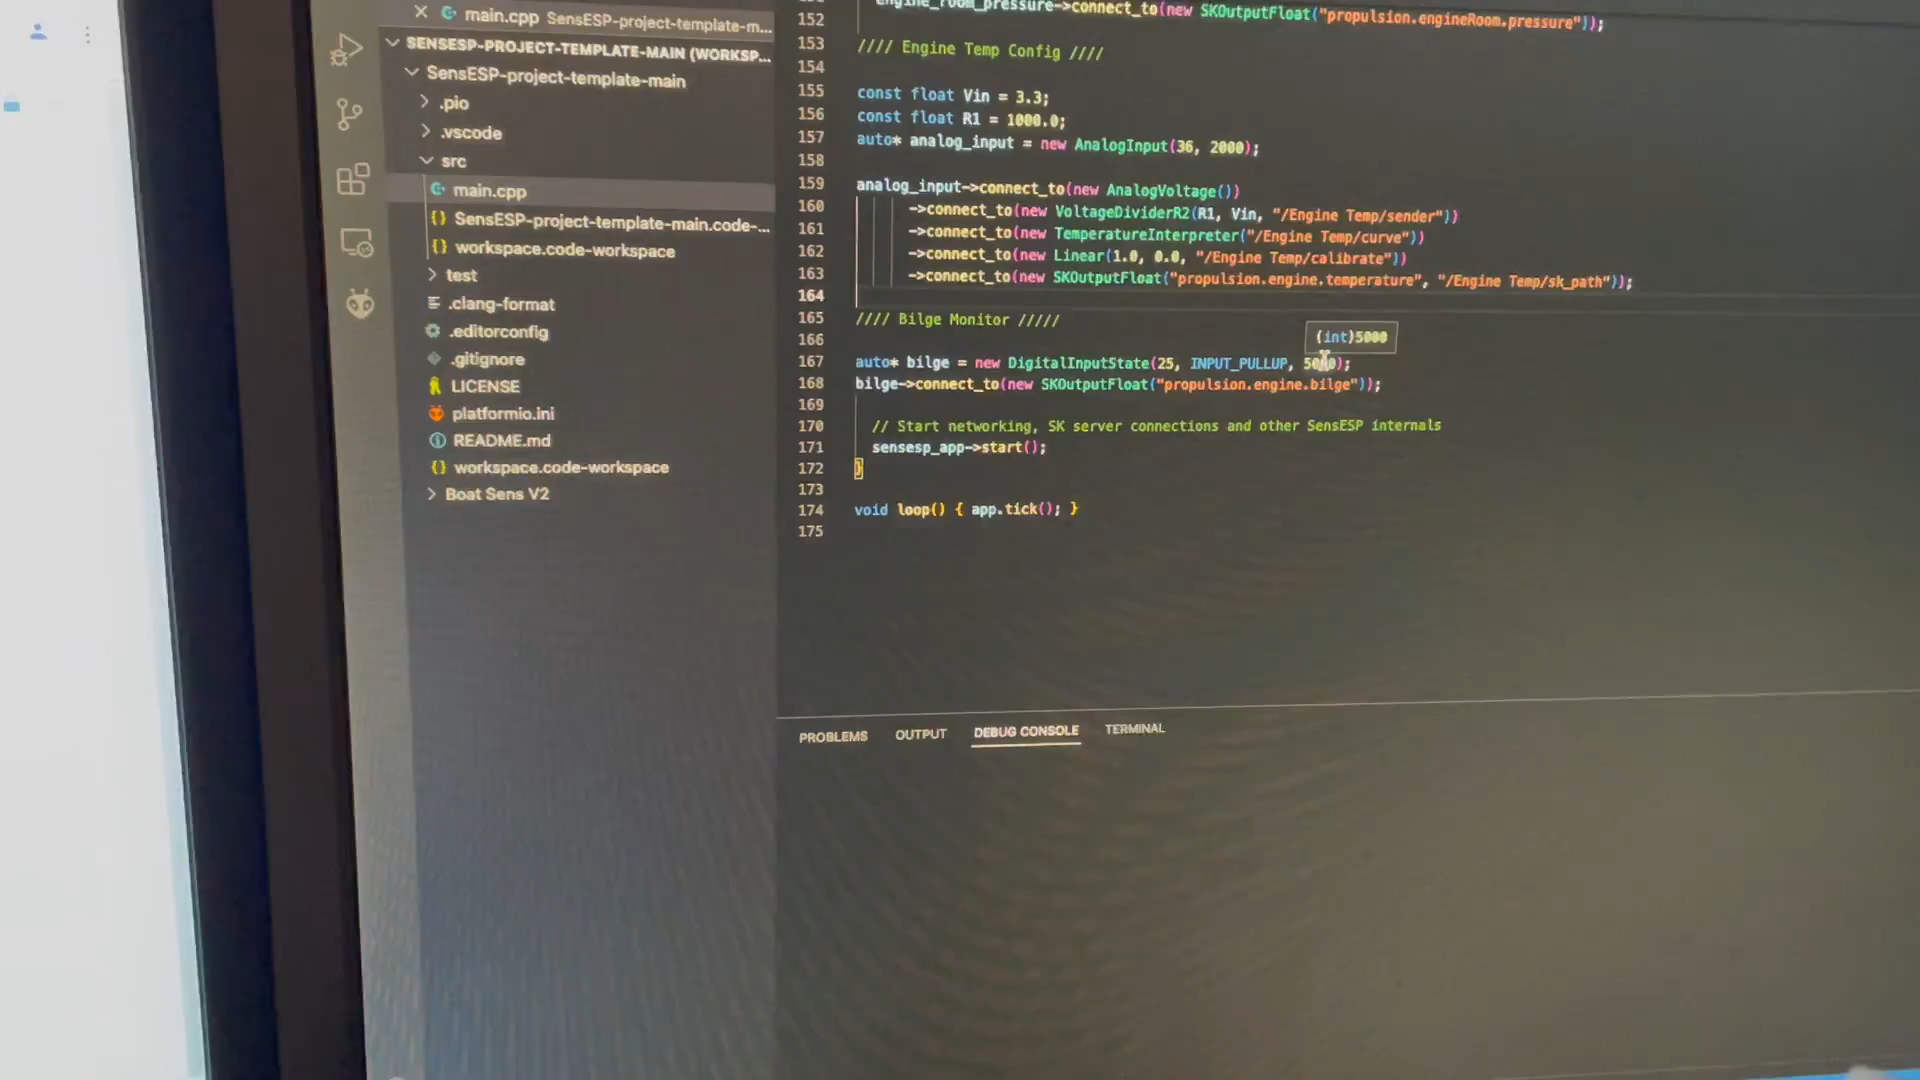 main.cpp SensESP-project-template-m...
SENSESP-PROJECT-TEMPLATE-MAIN (WORKSP...
SensESP-project-template-main
.pio
.vscode
src
main.cpp
SensESP-project-template-main.code-...
workspace.code-workspace
test
.clang-format
.editorconfig
.gitignore
LICENSE
platformio.ini
README.md
workspace.code-workspace
Boat Sens V2
152 engine_room_pressure->connect_to(new SKOutputFloat("propulsion.engineRoom.pressure"));
153 //// Engine Temp Config ////
154
155 const float Vin = 3.3;
156 const float R1 = 1000.0;
157 auto* analog_input = new AnalogInput(36, 2000);
158
159 analog_input->connect_to(new AnalogVoltage())
160 ->connect_to(new VoltageDividerR2(R1, Vin, "/Engine Temp/sender"))
161 ->connect_to(new TemperatureInterpreter("/Engine Temp/curve"))
162 ->connect_to(new Linear(1.0, 0.0, "/Engine Temp/calibrate"))
163 ->connect_to(new SKOutputFloat("propulsion.engine.temperature", "/Engine Temp/sk_path"));
164
165 //// Bilge Monitor /////
166
(int)5000
167 auto* bilge = new DigitalInputState(25, INPUT_PULLUP, 5000);
168 bilge->connect_to(new SKOutputFloat("propulsion.engine.bilge"));
169
170 // Start networking, SK server connections and other SensESP internals
171 sensesp_app->start();
172 }
173
174 void loop() { app.tick(); }
175
PROBLEMS OUTPUT DEBUG CONSOLE TERMINAL